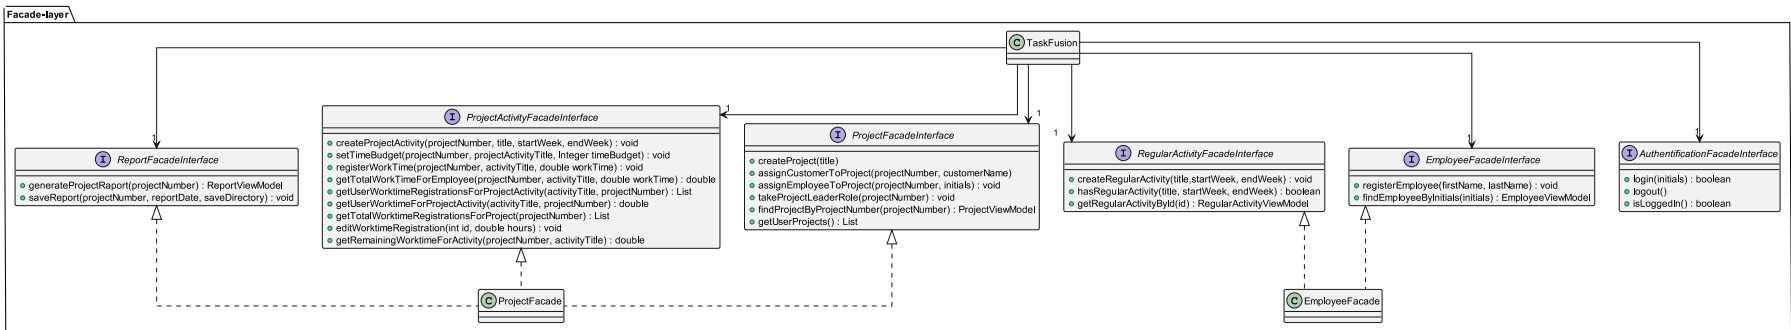 Facade-layer
C TaskFusion
1
I ReportFacadeInterface
generateProjectRaport(projectNumber) : ReportViewModel
saveReport(projectNumber, reportDate, saveDirectory) : void
1
I ProjectActivityFacadeInterface
createProjectActivity(projectNumber, title, startWeek, endWeek) : void
setTimeBudget(projectNumber, projectActivityTitle, Integer timeBudget) : void
registerWorkTime(projectNumber, activityTitle, double workTime) : void
getTotalWorkTimeForEmployee(projectNumber, activityTitle, double workTime) : double
getUserWorktimeRegistrationsForProjectActivity(activityTitle, projectNumber) : List
getUserWorktimeForProjectActivity(activityTitle, projectNumber) : double
getTotalWorktimeRegistrationsForProject(projectNumber) : List
editWorktimeRegistration(int id, double hours) : void
getRemainingWorktimeForActivity(projectNumber, activityTitle) : double
1
I ProjectFacadeInterface
createProject(title)
assignCustomerToProject(projectNumber, customerName)
assignEmployeeToProject(projectNumber, initials) : void
takeProjectLeaderRole(projectNumber) : void
findProjectByProjectNumber(projectNumber) : ProjectViewModel
getUserProjects() : List
1
I RegularActivityFacadeInterface
createRegularActivity(title,startWeek, endWeek) : void
hasRegularActivity(title, startWeek, endWeek) : boolean
getRegularActivityById(id) : RegularActivityViewModel
1
I EmployeeFacadeInterface
registerEmployee(firstName, lastName) : void
findEmployeeByInitials(initials) : EmployeeViewModel
1
I AuthentificationFacadeInterface
login(initials) : boolean
logout()
isLoggedIn() : boolean
C ProjectFacade
C EmployeeFacade